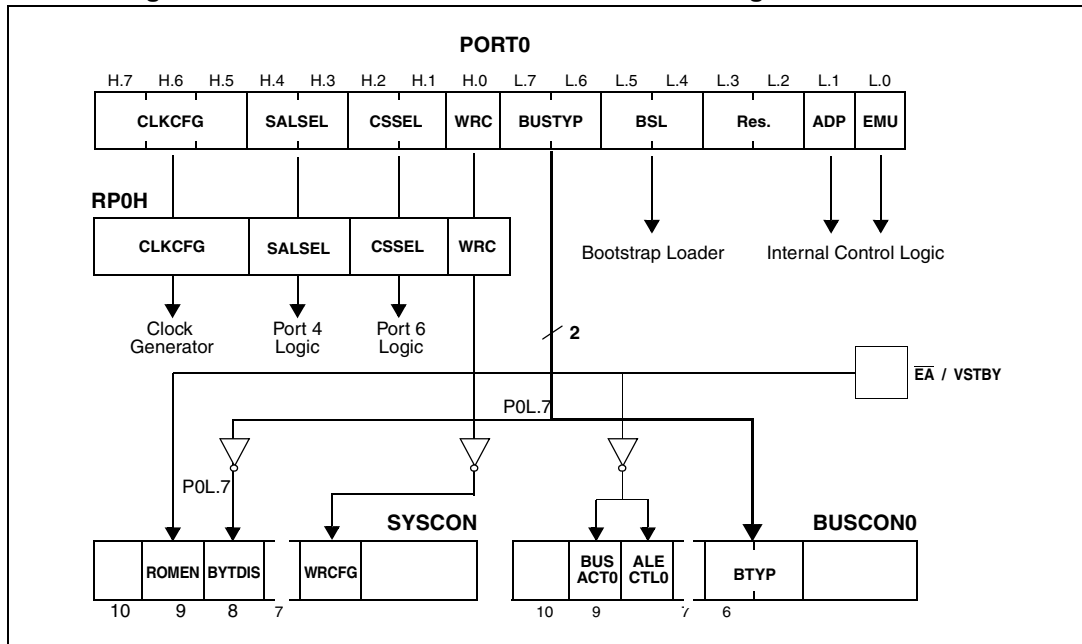 PORT0
H.7 H.6 H.5 H.4 H.3 H.2 H.1 H.0 L.7 L.6 L.5 L.4 L.3 L.2 L.1 L.0
CLKCFG SALSEL CSSEL WRC BUSTYP BSL Res. ADP EMU
RP0H
CLKCFG SALSEL CSSEL WRC
Bootstrap Loader Internal Control Logic
Clock Generator
Port 4 Logic
Port 6 Logic
2
EA / VSTBY
P0L.7
P0L.7
SYSCON BUSCON0
ROMEN BYTDIS WRCFG
BUS ACT0
ALE CTL0
BTYP
10 9 8 7 10 9 7 6